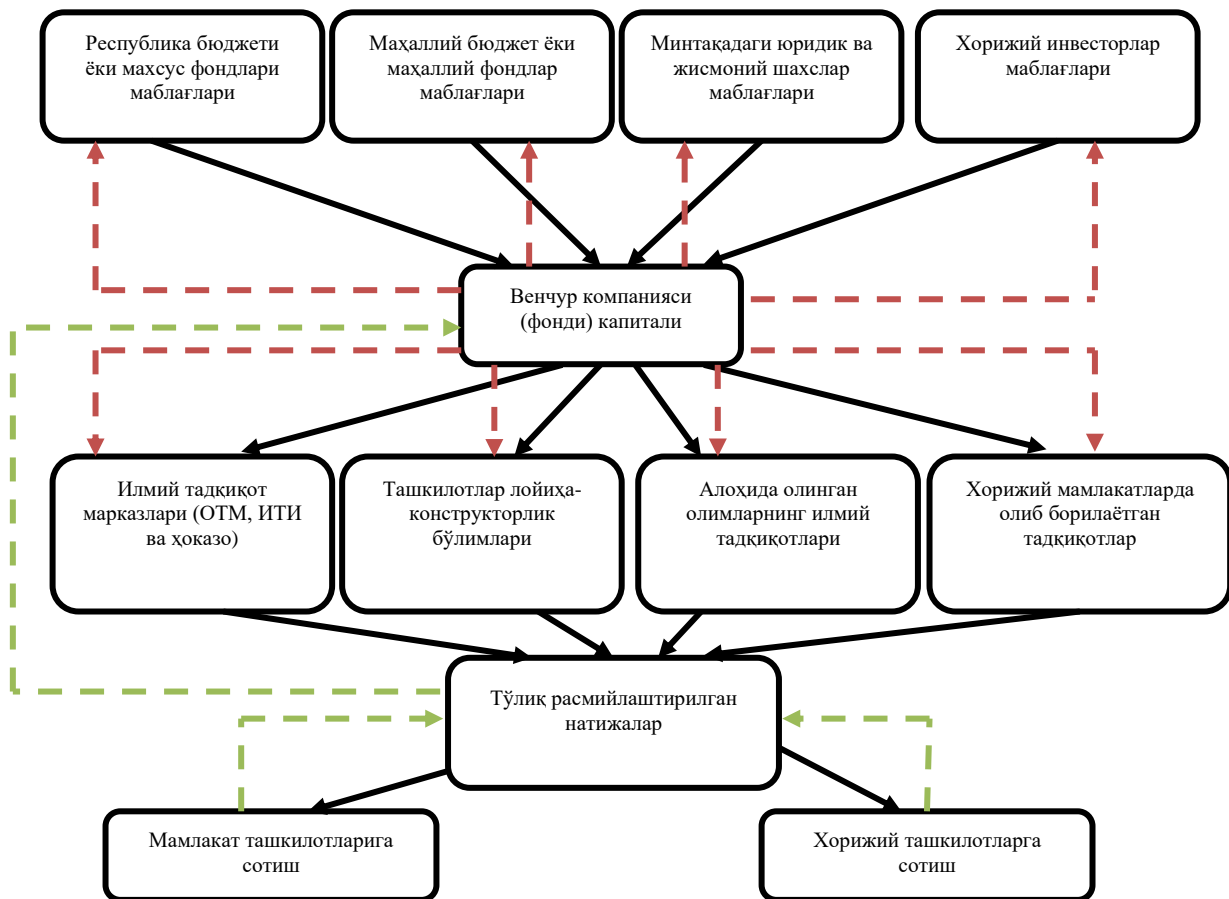 Республика бюджети
ёки махсус фондлари
маблағлари
Маҳаллий бюджет ёки
маҳаллий фондлар
маблағлари
Минтақадаги юридик ва
жисмоний шахслар
маблағлари
Хорижий инвесторлар
маблағлари
Венчур компанияси
(фонди) капитали
Илмий тадқиқот
марказлари (ОТМ, ИТИ
ва ҳоказо)
Ташкилотлар лойиҳа-
конструкторлик
бўлимлари
Алоҳида олинган
олимларнинг илмий
тадқиқотлари
Хорижий мамлакатларда
олиб борилаётган
тадқиқотлар
Тўлиқ расмийлаштирилган
натижалар
Мамлакат ташкилотларига
сотиш
Хорижий ташкилотларга
сотиш